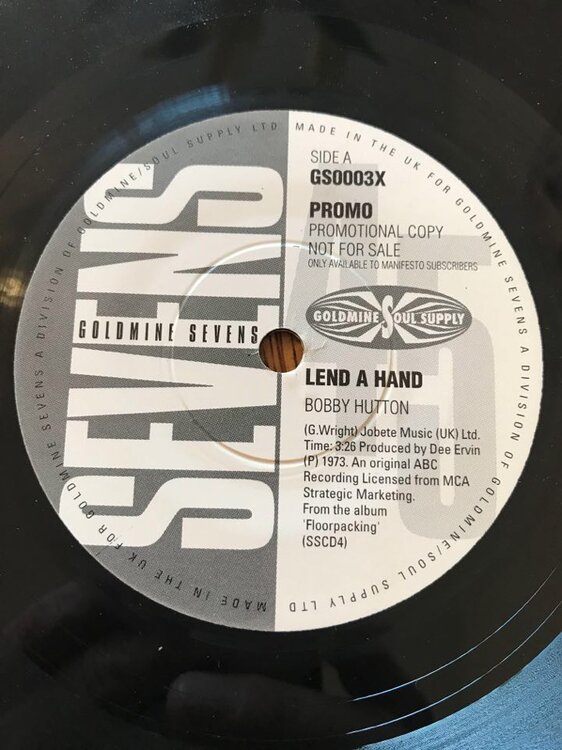 MADE IN THE UK FOR GOLDMINE SEVENS A DIVISION OF GOLDMINE/SOUL SUPPLY LTD
MADE IN THE UK FOR GOLDMINE SEVENS A DIVISION OF GOLDMINE/SOUL SUPPLY LTD
SEVENS
GOLDMINE SEVENS
45
SIDE A
GS0003X
PROMO
PROMOTIONAL COPY
NOT FOR SALE
ONLY AVAILABLE TO MANIFESTO SUBSCRIBERS
GOLDMINE SOUL SUPPLY
LEND A HAND
BOBBY HUTTON
(G.Wright) Jobete Music (UK) Ltd.
Time: 3:26 Produced by Dee Ervin
(P) 1973. An original ABC
Recording Licensed from MCA
Strategic Marketing.
From the album
'Floorpacking'
(SSCD4)